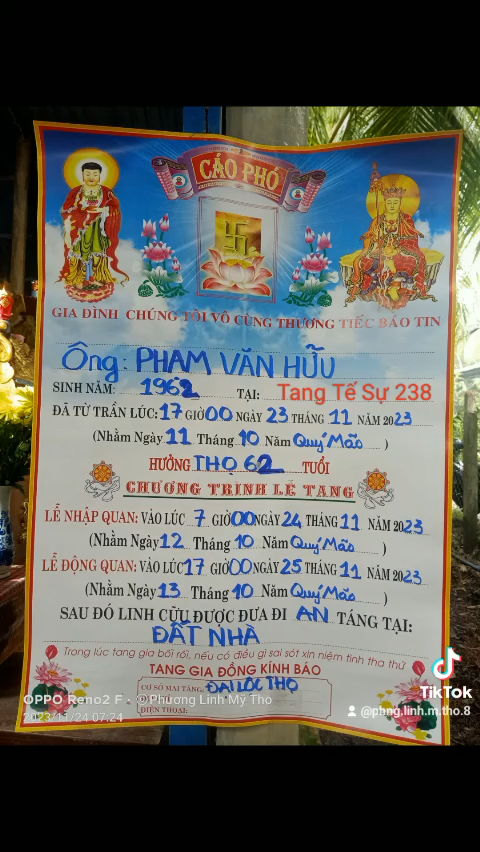 CÁO PHÓ
GIA ĐÌNH CHÚNG TÔI VÔ CÙNG THƯƠNG TIẾC BÁO TIN
Ông: PHAM VĂN HỮU
SINH NĂM: 1962 TẠI: Tang Tế Sự 238
ĐÃ TỪ TRẦN LÚC: 17 GIỜ 00 NGÀY 23 THÁNG 11 NĂM 2023
(Nhằm Ngày 11 Tháng 10 Năm Quý Mão )
HƯỞNG THỌ 62 TUỔI
CHƯƠNG TRÌNH LỄ TANG
LỄ NHẬP QUAN: VÀO LÚC 7 GIỜ 00 NGÀY 24 THÁNG 11 NĂM 2023
(Nhằm Ngày 12 Tháng 10 Năm Quý Mão )
LỄ ĐỘNG QUAN: VÀO LÚC 17 GIỜ 00 NGÀY 25 THÁNG 11 NĂM 2023
(Nhằm Ngày 13 Tháng 10 Năm Quý Mão )
SAU ĐÓ LINH CỮU ĐƯỢC ĐƯA ĐI AN TÁNG TẠI:
ĐẤT NHÀ
Trong lúc tang gia bối rối, nếu có điều gì sai sót xin niệm tình tha thứ
TANG GIA ĐỒNG KÍNH BÁO
CƠ SỞ MAI TÁNG: ĐẠI LỘC THỌ
ĐIỆN THOẠI:
OPPO Reno2 F · ©Phương Linh Mỹ Tho
2023/11/24 07:24
TikTok
@phng.linh.m.tho.8